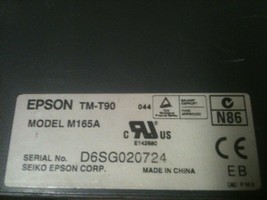 EPSON TM-T90 044
MODEL M165A
C UL US
E142680
N86
SERIAL No. D6SG020724
SEIKO EPSON CORP. MADE IN CHINA
CE
EB